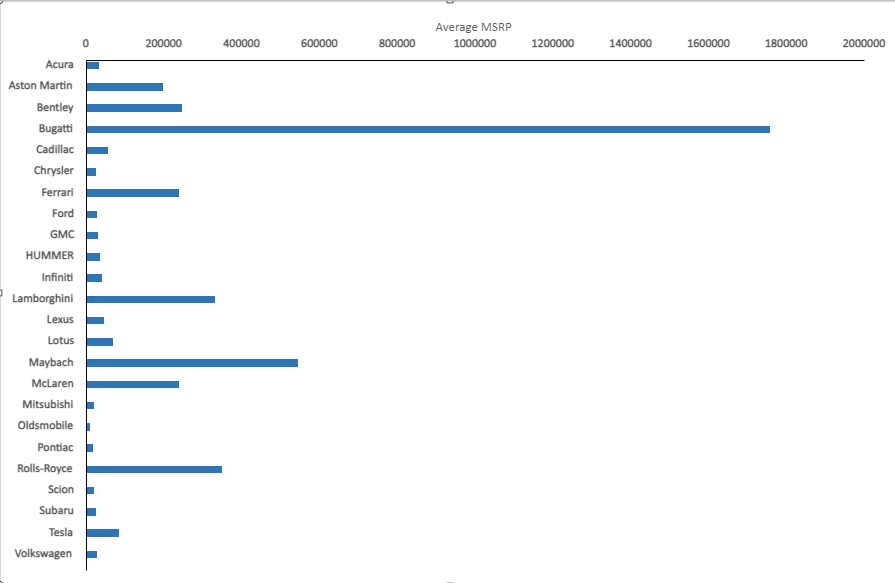 Average MSRP
0 200000 400000 600000 800000 1000000 1200000 1400000 1600000 1800000 2000000
Acura
Aston Martin
Bentley
Bugatti
Cadillac
Chrysler
Ferrari
Ford
GMC
HUMMER
Infiniti
Lamborghini
Lexus
Lotus
Maybach
McLaren
Mitsubishi
Oldsmobile
Pontiac
Rolls-Royce
Scion
Subaru
Tesla
Volkswagen